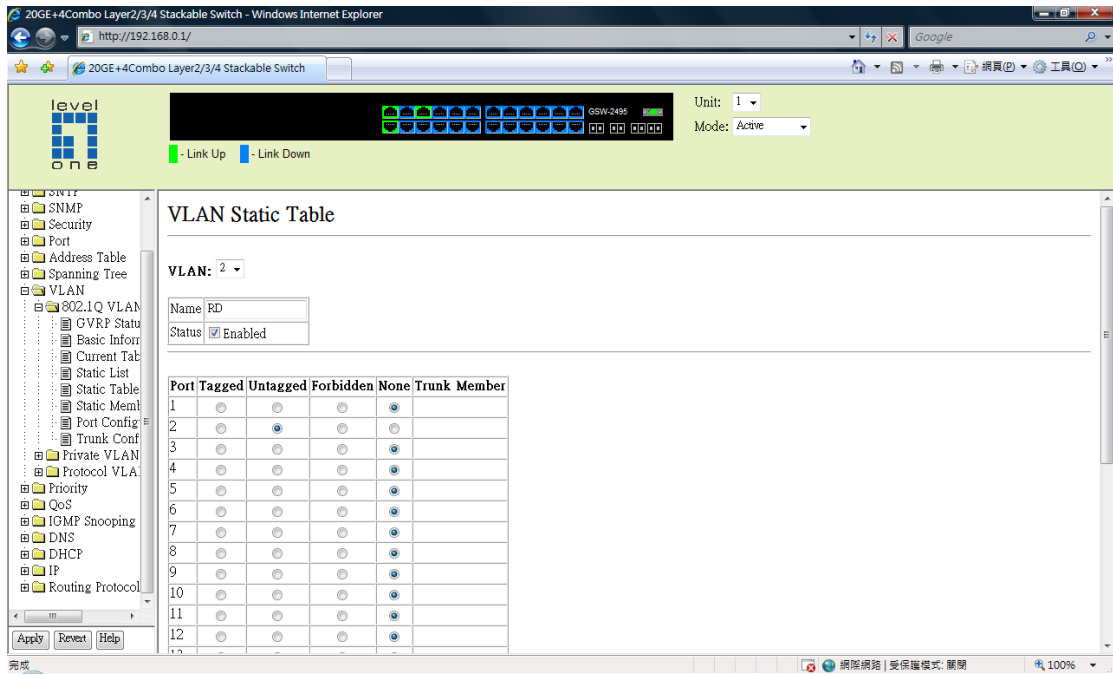 20GE+4Combo Layer2/3/4 Stackable Switch - Windows Internet Explorer
http://192.168.0.1/
Google
20GE+4Combo Layer2/3/4 Stackable Switch
網頁(P)
工具(O)
level
one
GSW-2495
Unit: 1
Mode: Active
- Link Up
- Link Down
SNTP
SNMP
Security
Port
Address Table
Spanning Tree
VLAN
802.1Q VLAN
GVRP Statu
Basic Inforr
Current Tab
Static List
Static Table
Static Meml
Port Config
Trunk Conf
Private VLAN
Protocol VLA
Priority
QoS
IGMP Snooping
DNS
DHCP
IP
Routing Protocol
Apply Revert Help
VLAN Static Table
VLAN: 2
Name RD
Status Enabled
Port Tagged Untagged Forbidden None Trunk Member
1
2
3
4
5
6
7
8
9
10
11
12
完成
網際網路 | 受保護模式: 關閉
100%